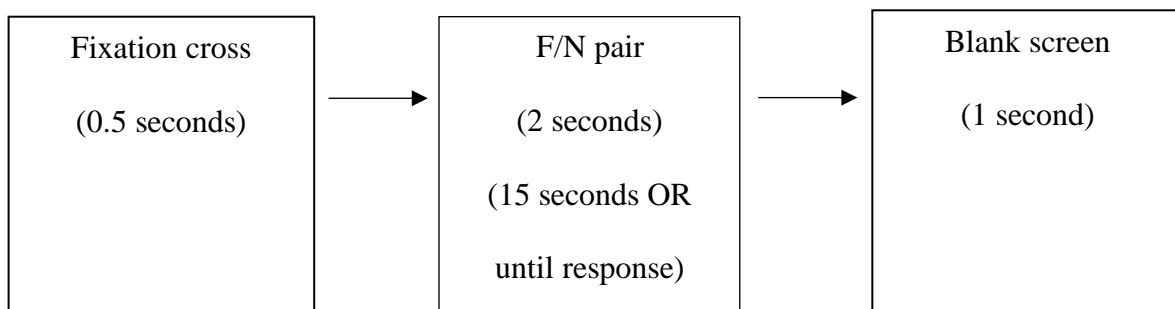 Fixation cross
(0.5 seconds)
F/N pair
(2 seconds)
(15 seconds OR
until response)
Blank screen
(1 second)